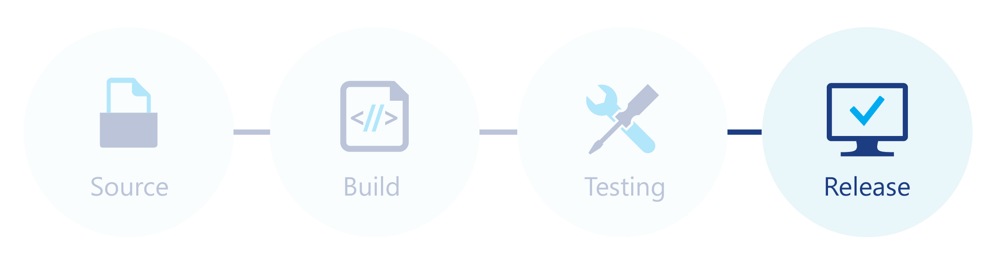 <//>
Source
Build
Testing
Release